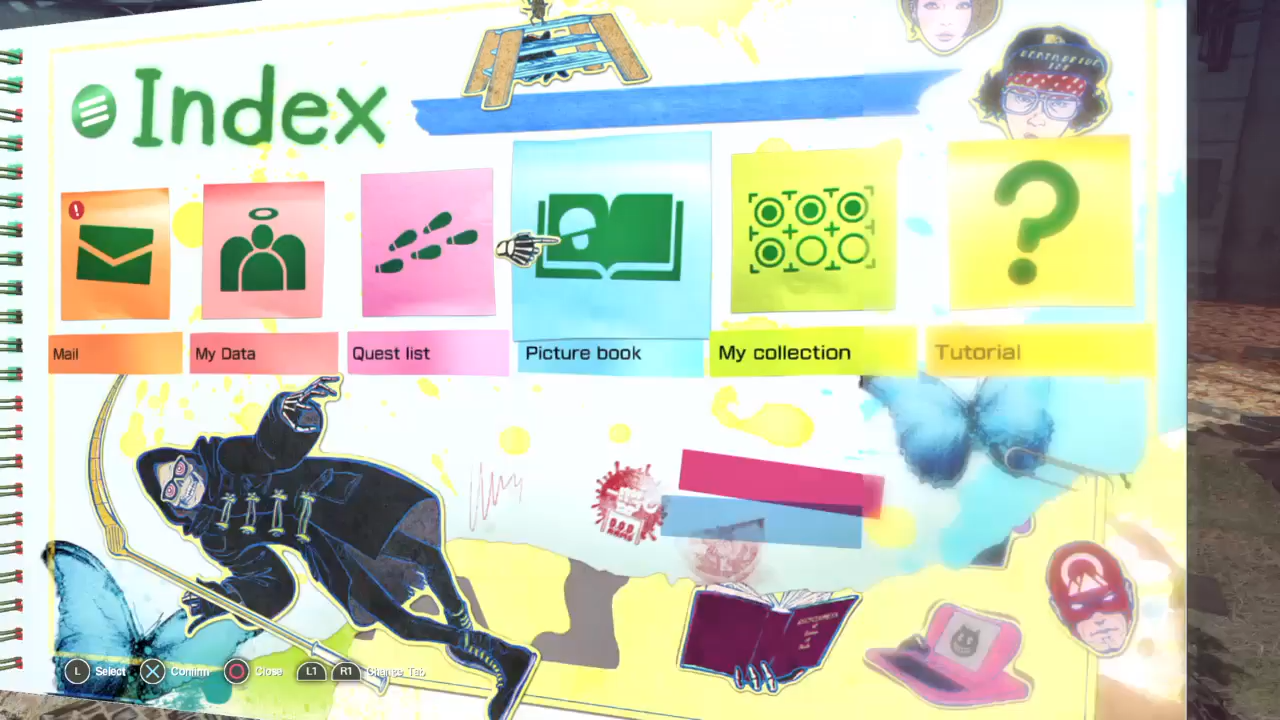 Index
Mail
My Data
Quest list
Picture book
My collection
Tutorial
L Select
Confirm
Close
L1 R1 Change Tab